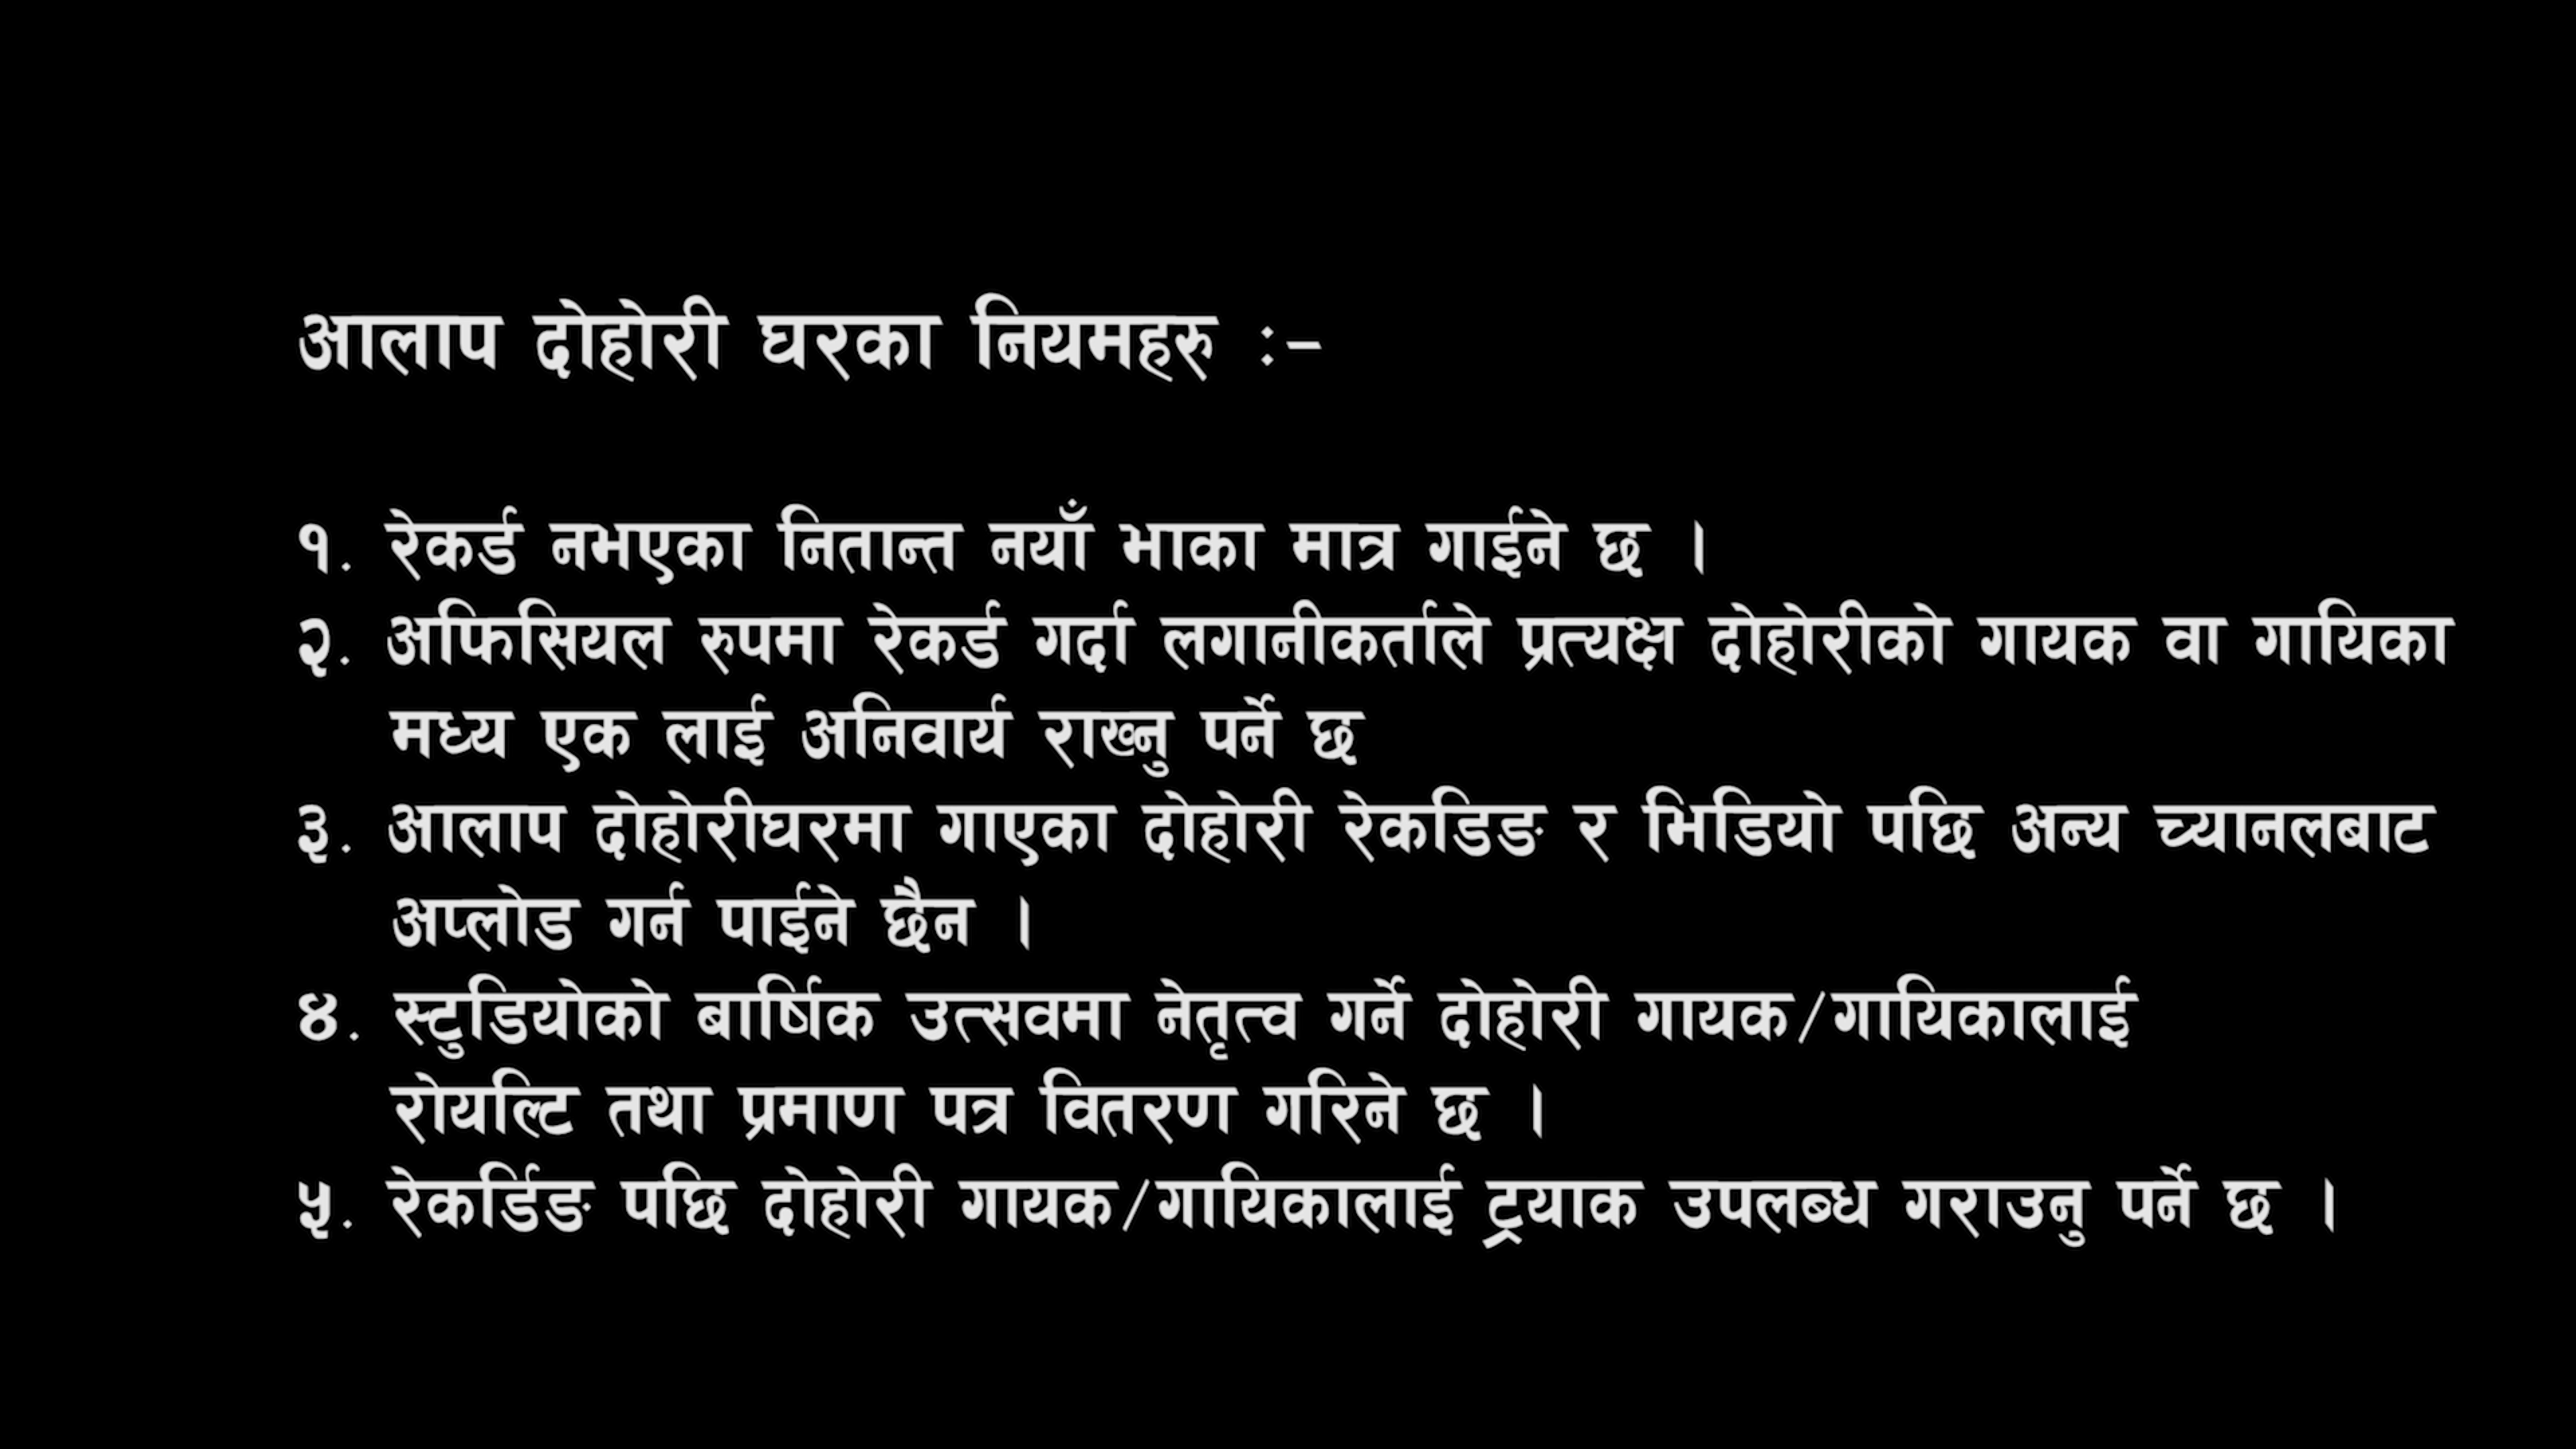 आलाप दोहोरी घरका नियमहरु :-
१. रेकर्ड नभएका नितान्त नयाँ भाका मात्र गाईने छ ।
२. अफिसियल रुपमा रेकर्ड गर्दा लगानीकर्ताले प्रत्यक्ष दोहोरीको गायक वा गायिका
मध्य एक लाई अनिवार्य राख्नु पर्ने छ
३. आलाप दोहोरीघरमा गाएका दोहोरी रेकडिङ र भिडियो पछि अन्य च्यानलबाट
अप्लोड गर्न पाईने छैन ।
४. स्टुडियोको बार्षिक उत्सवमा नेतृत्व गर्ने दोहोरी गायक/गायिकालाई
रोयल्टि तथा प्रमाण पत्र वितरण गरिने छ ।
५. रेकर्डिङ पछि दोहोरी गायक/गायिकालाई ट्रयाक उपलब्ध गराउनु पर्ने छ ।